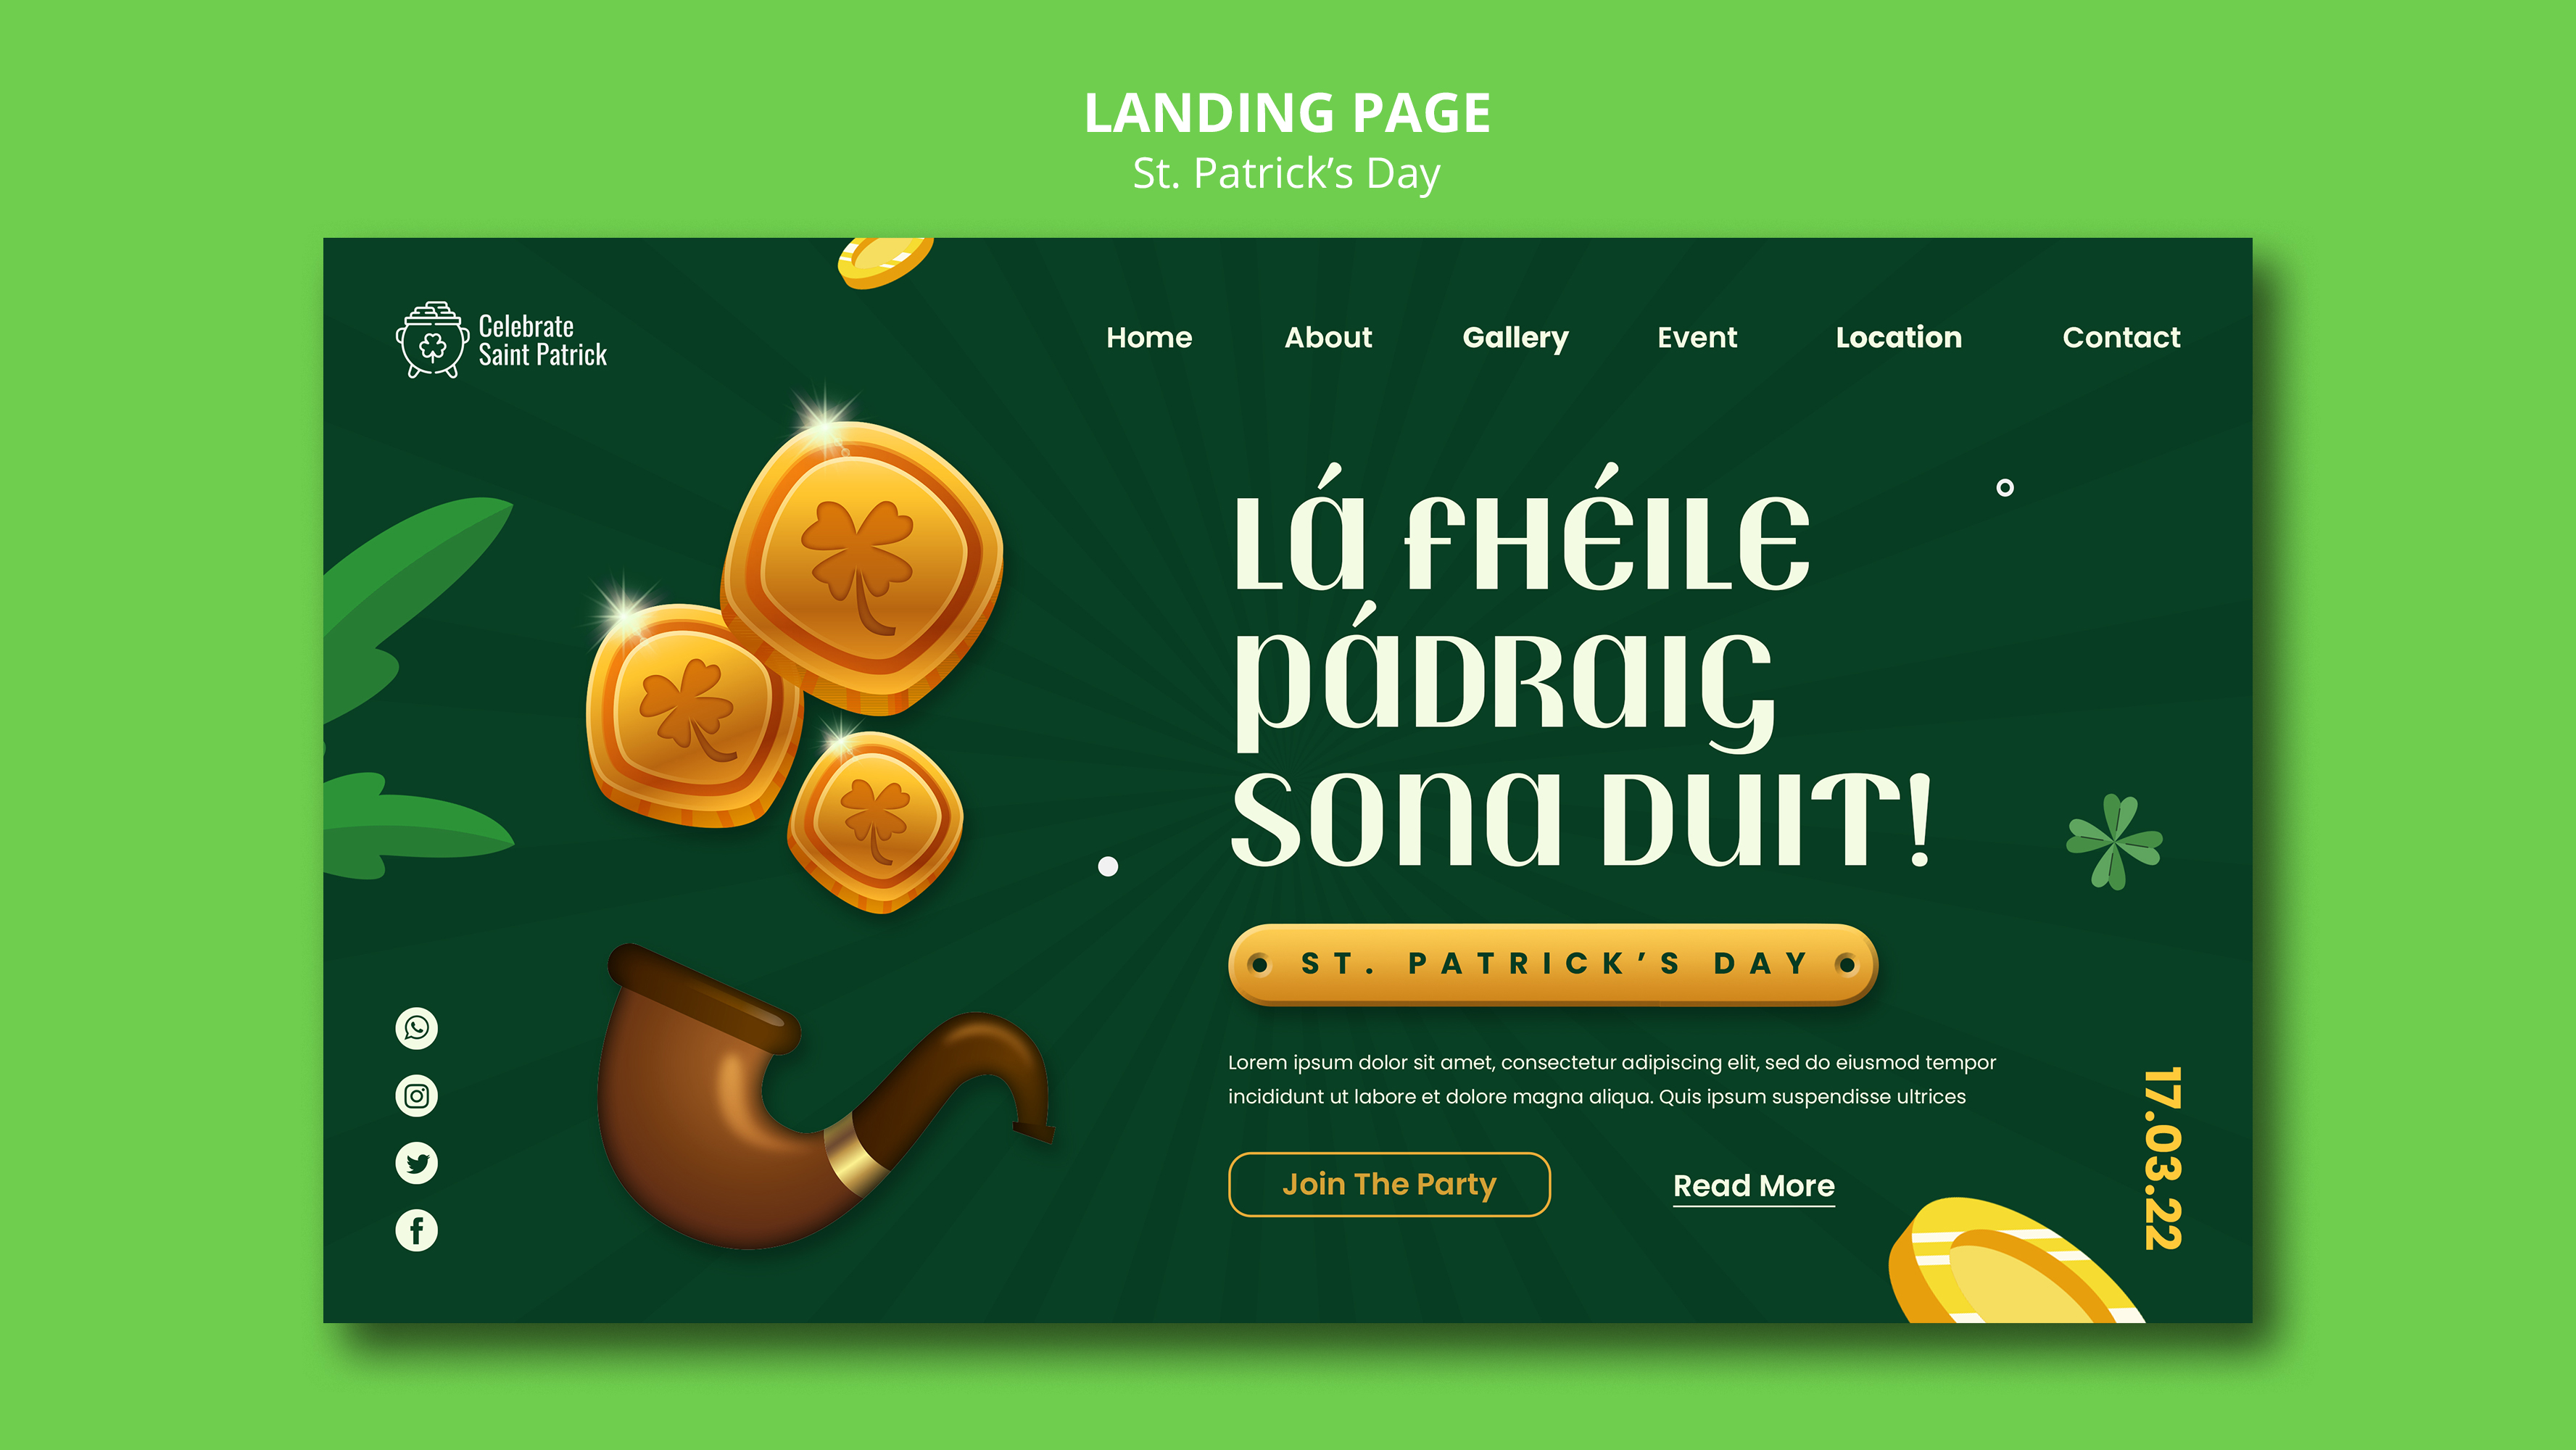 LANDING PAGE
St. Patrick’s Day
Celebrate
Saint Patrick
Home About Gallery Event Location Contact
Lá FHÉILE
PÁDRAIG
SONA DUIT!
ST. PATRICK’S DAY
Lorem ipsum dolor sit amet, consectetur adipiscing elit, sed do eiusmod tempor
incididunt ut labore et dolore magna aliqua. Quis ipsum suspendisse ultrices
Join The Party
Read More
17.03.22